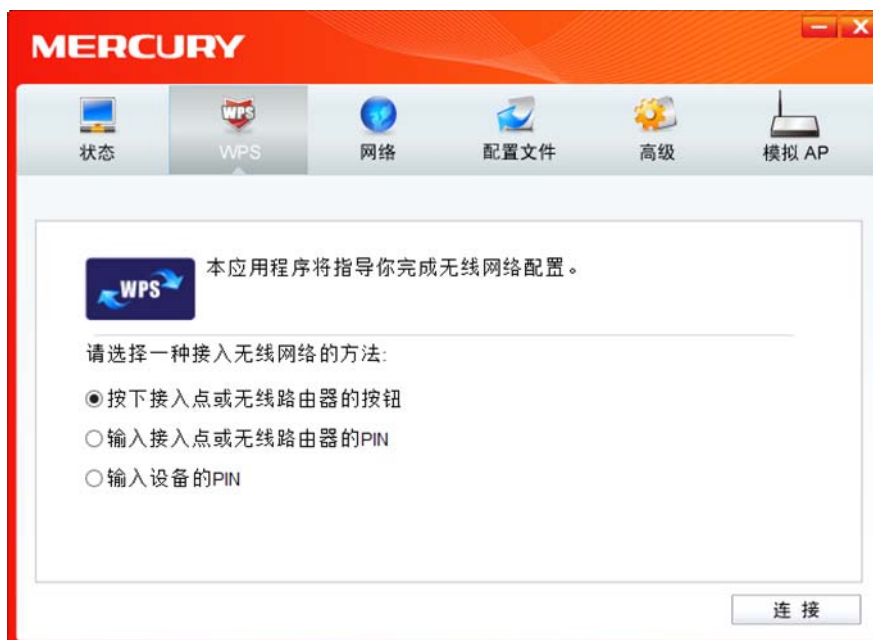 MERCURY
状态
WPS
WPS
网络
配置文件
高级
模拟 AP
WPS
本应用程序将指导你完成无线网络配置。
请选择一种接入无线网络的方法:
按下接入点或无线路由器的按钮
输入接入点或无线路由器的PIN
输入设备的PIN
连 接